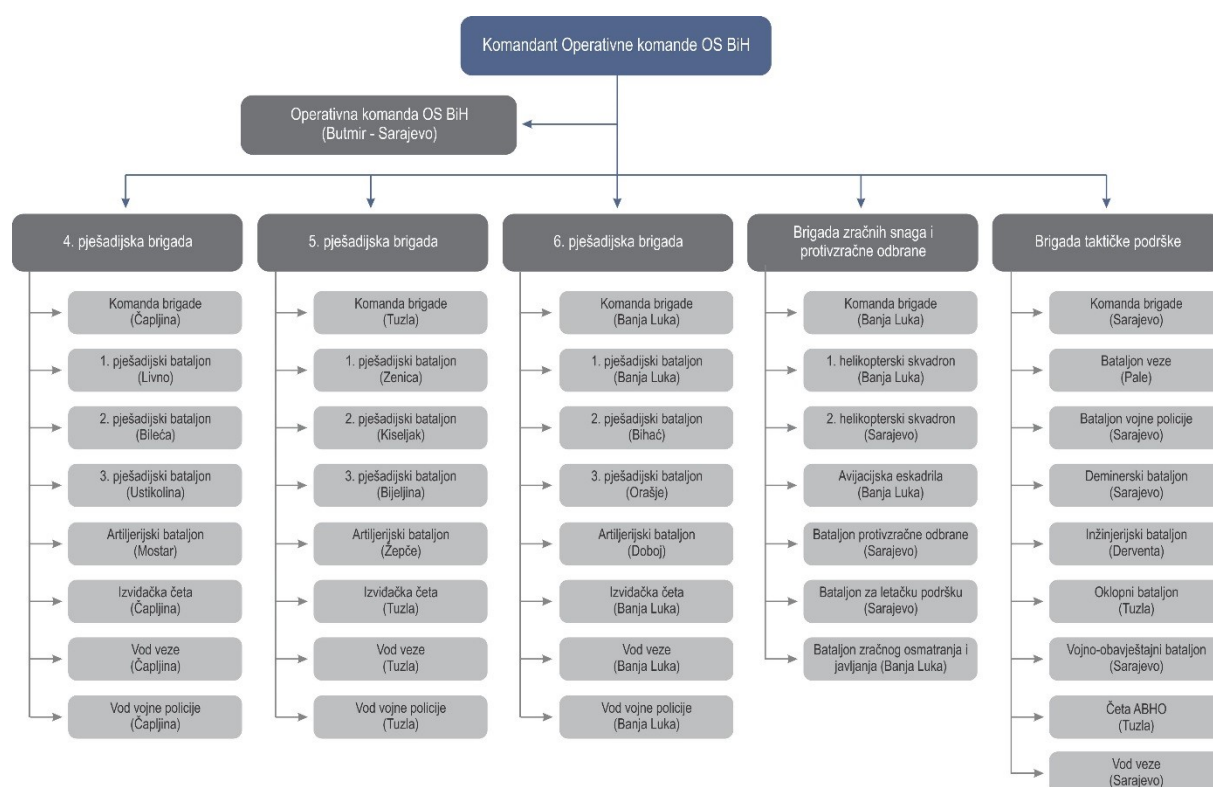 Komandant Operativne komande OS BiH
Operativna komanda OS BiH
(Butmir - Sarajevo)
4. pješadijska brigada
Komanda brigade
(Čapljina)
1. pješadijski bataljon
(Livno)
2. pješadijski bataljon
(Bileća)
3. pješadijski bataljon
(Ustikolina)
Artiljerijski bataljon
(Mostar)
Izviđačka četa
(Čapljina)
Vod veze
(Čapljina)
Vod vojne policije
(Čapljina)
5. pješadijska brigada
Komanda brigade
(Tuzla)
1. pješadijski bataljon
(Zenica)
2. pješadijski bataljon
(Kiseljak)
3. pješadijski bataljon
(Bijeljina)
Artiljerijski bataljon
(Žepče)
Izviđačka četa
(Tuzla)
Vod veze
(Tuzla)
Vod vojne policije
(Tuzla)
6. pješadijska brigada
Komanda brigade
(Banja Luka)
1. pješadijski bataljon
(Banja Luka)
2. pješadijski bataljon
(Bihać)
3. pješadijski bataljon
(Orašje)
Artiljerijski bataljon
(Doboj)
Izviđačka četa
(Banja Luka)
Vod veze
(Banja Luka)
Vod vojne policije
(Banja Luka)
Brigada zračnih snaga i
protivzračne odbrane
Komanda brigade
(Banja Luka)
1. helikopterski skvadron
(Banja Luka)
2. helikopterski skvadron
(Sarajevo)
Avijacijska eskadrila
(Banja Luka)
Bataljon protivzračne odbrane
(Sarajevo)
Bataljon za letačku podršku
(Sarajevo)
Bataljon zračnog osmatranja i
javljanja (Banja Luka)
Brigada taktičke podrške
Komanda brigade
(Sarajevo)
Bataljon veze
(Pale)
Bataljon vojne policije
(Sarajevo)
Deminerski bataljon
(Sarajevo)
Inžinjerijski bataljon
(Derventa)
Oklopni bataljon
(Tuzla)
Vojno-obavještajni bataljon
(Sarajevo)
Četa ABHO
(Tuzla)
Vod veze
(Sarajevo)